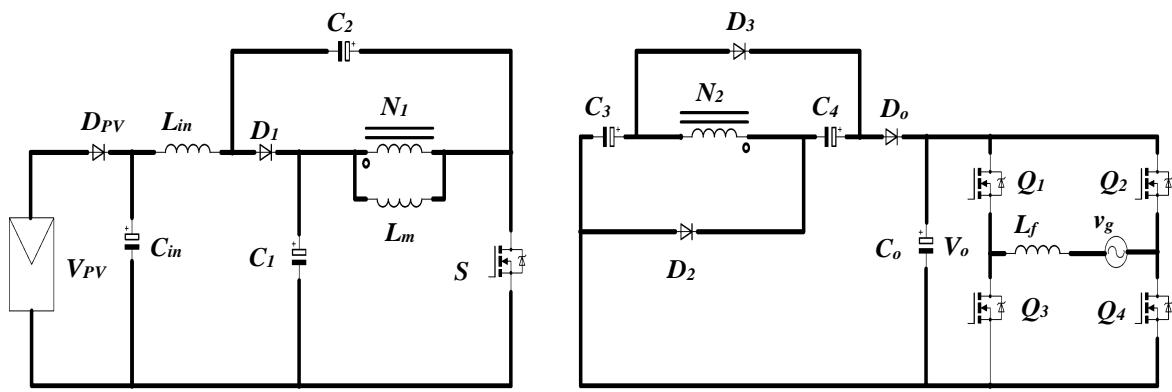 C2
D3
N1
N2
C3
C4
DPV
Lin
D1
Do
Q1
Q2
Lm
Lf
vg
VPV
Cin
C1
S
D2
Co
Vo
Q3
Q4